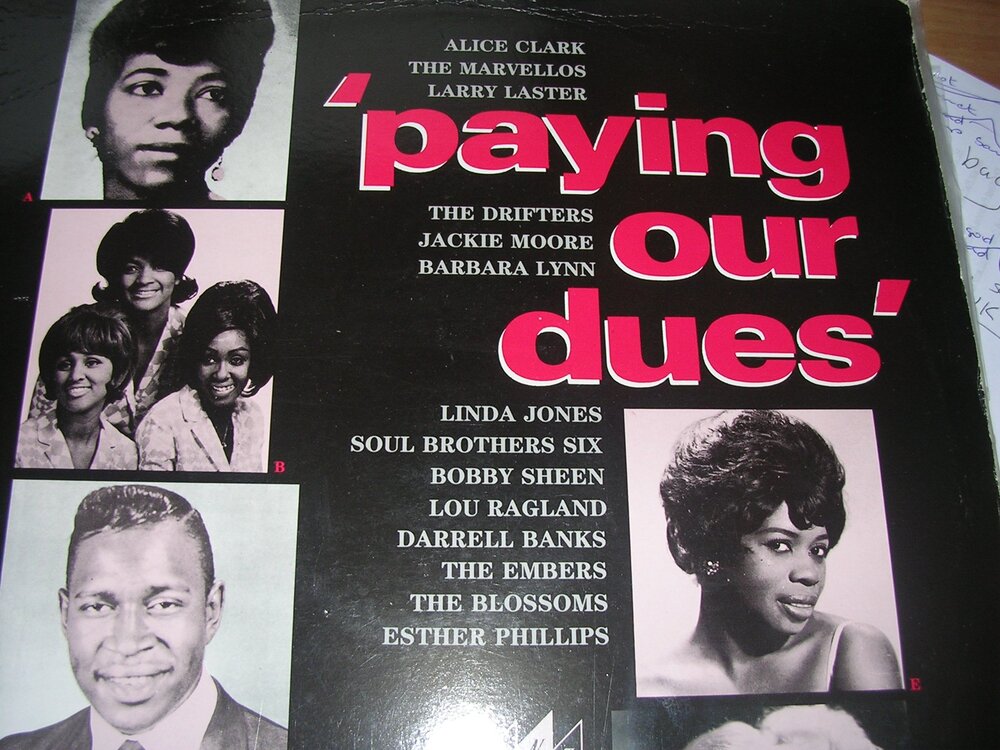 ALICE CLARK
THE MARVELLOS
LARRY LASTER
'paying
THE DRIFTERS
JACKIE MOORE
BARBARA LYNN
our
dues'
LINDA JONES
SOUL BROTHERS SIX
BOBBY SHEEN
LOU RAGLAND
DARRELL BANKS
THE EMBERS
THE BLOSSOMS
ESTHER PHILLIPS
A
B
E